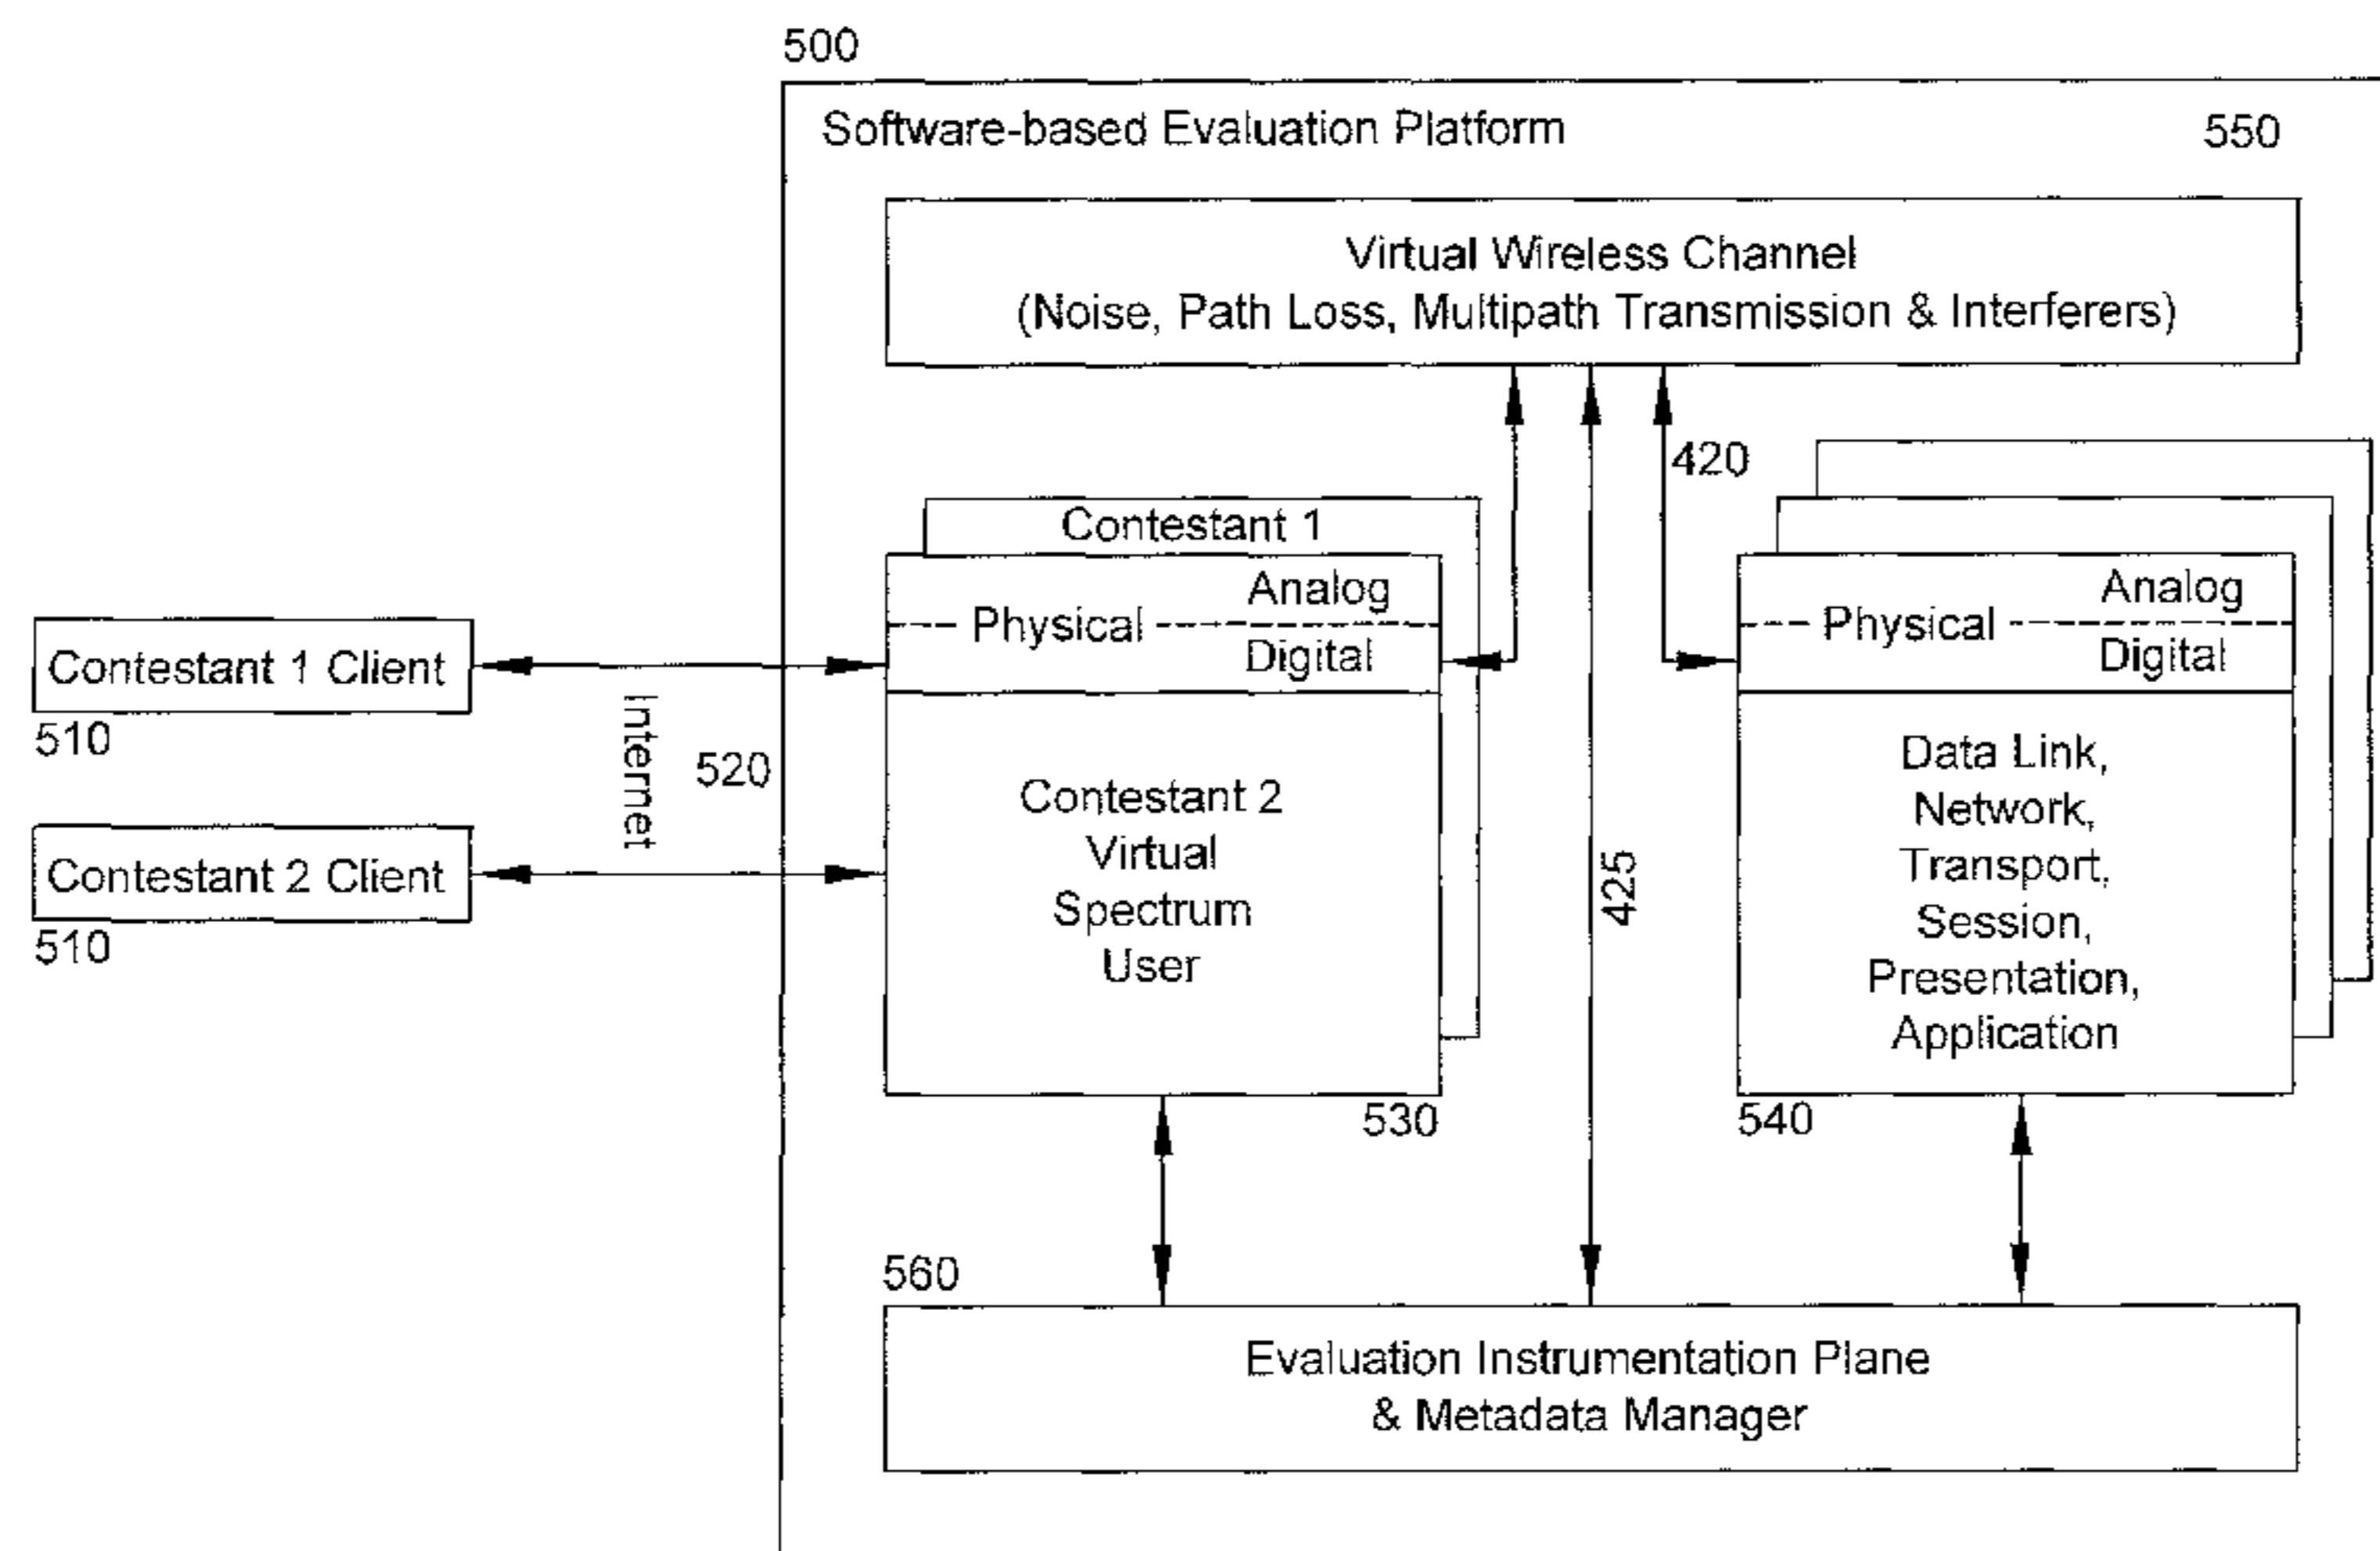 500
Software-based Evaluation Platform
550
Virtual Wireless Channel
(Noise, Path Loss, Multipath Transmission & Interferers)
420
Contestant 1
Analog
Physical
Digital
Analog
Physical
Digital
Contestant 1 Client
510
Internet
520
Contestant 2 Client
510
Contestant 2
Virtual
Spectrum
User
530
425
Data Link,
Network,
Transport,
Session,
Presentation,
Application
540
560
Evaluation Instrumentation Plane
& Metadata Manager